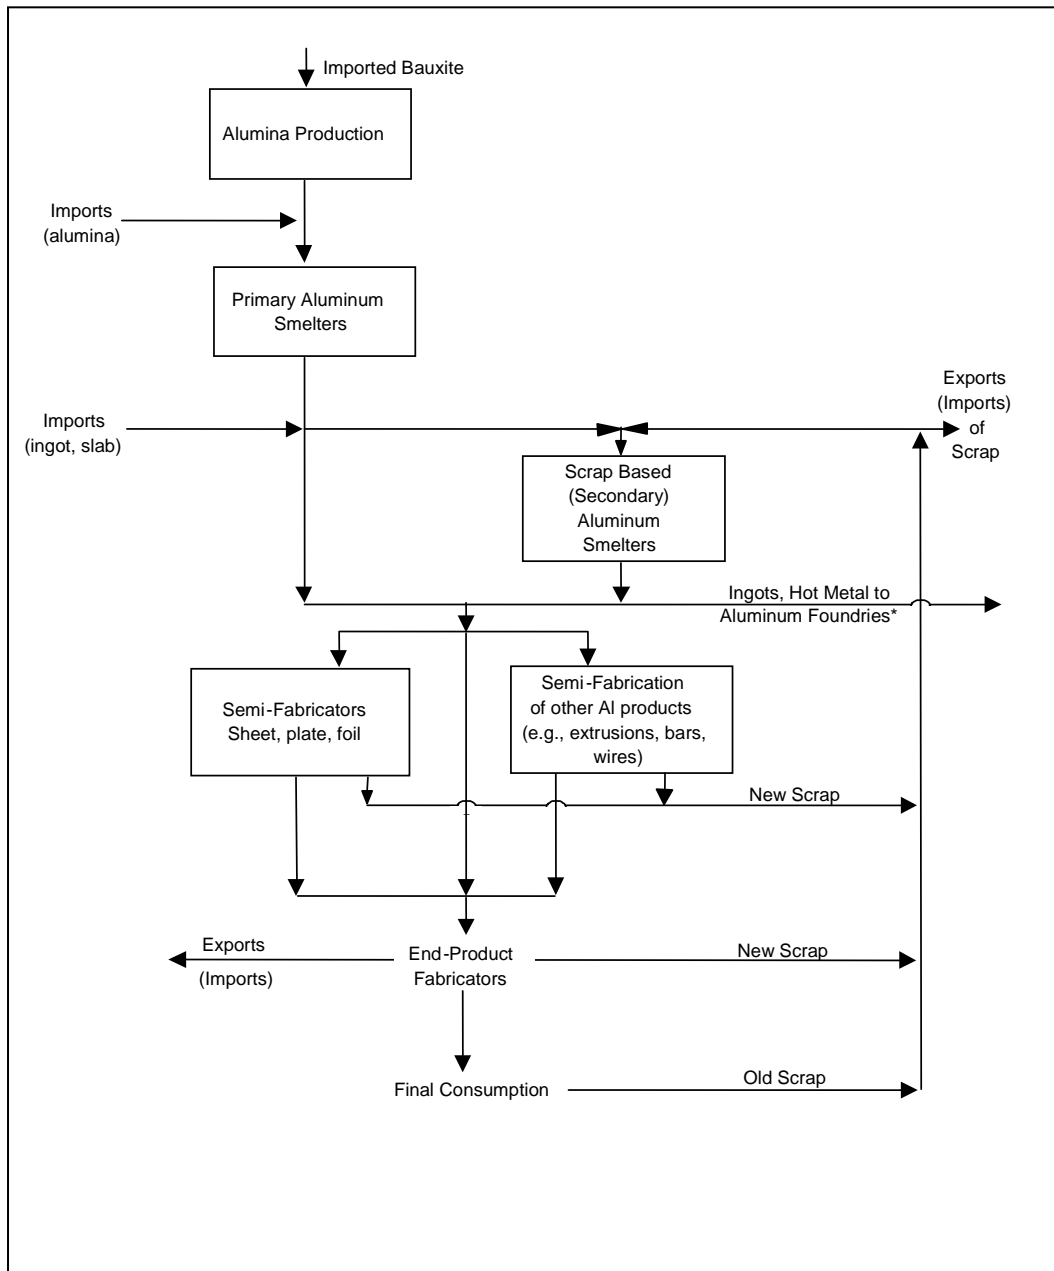 Imported Bauxite
Alumina Production
Imports
(alumina)
Primary Aluminum
Smelters
Exports
(Imports)
of
Scrap
Imports
(ingot, slab)
Scrap Based
(Secondary)
Aluminum
Smelters
Ingots, Hot Metal to
Aluminum Foundries*
Semi-Fabricators
Sheet, plate, foil
Semi-Fabrication
of other Al products
(e.g., extrusions, bars,
wires)
New Scrap
Exports
(Imports)
End-Product
Fabricators
New Scrap
Final Consumption
Old Scrap